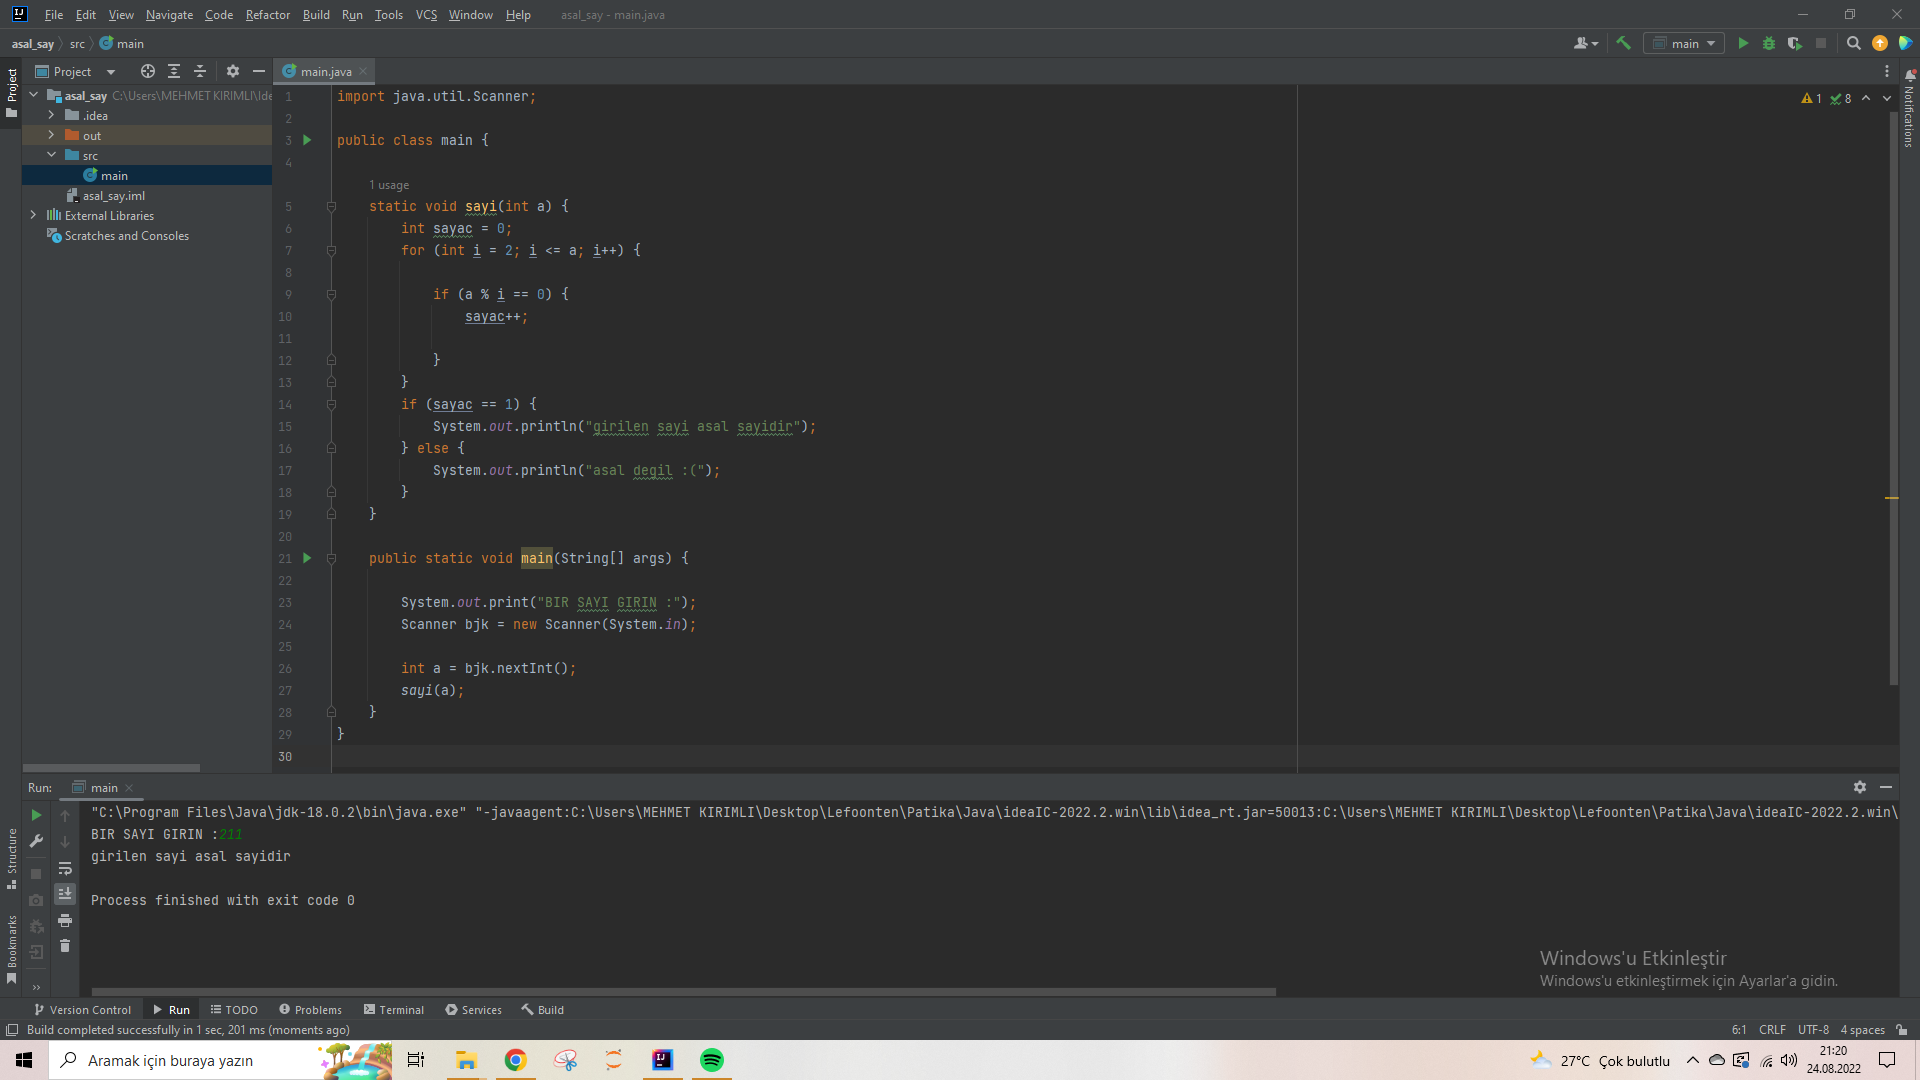 File Edit View Navigate Code Refactor Build Run Tools VCS Window Help asal_say - main.java
asal_say src main
main
Project
Project
main.java
asal_say C:\Users\MEHMET KIRIMLI\Ide
.idea
out
src
main
asal_say.iml
External Libraries
Scratches and Consoles
1 8
Notifications
1 import java.util.Scanner;
2
3 public class main {
4
1 usage
5 static void sayi(int a) {
6 int sayac = 0;
7 for (int i = 2; i <= a; i++) {
8
9 if (a % i == 0) {
10 sayac++;
11
12 }
13 }
14 if (sayac == 1) {
15 System.out.println("girilen sayi asal sayidir");
16 } else {
17 System.out.println("asal degil :(");
18 }
19 }
20
21 public static void main(String[] args) {
22
23 System.out.print("BIR SAYI GIRIN :");
24 Scanner bjk = new Scanner(System.in);
25
26 int a = bjk.nextInt();
27 sayi(a);
28 }
29 }
30
Run: main
"C:\Program Files\Java\jdk-18.0.2\bin\java.exe" "-javaagent:C:\Users\MEHMET KIRIMLI\Desktop\Lefoonten\Patika\Java\ideaIC-2022.2.win\lib\idea_rt.jar=50013:C:\Users\MEHMET KIRIMLI\Desktop\Lefoonten\Patika\Java\ideaIC-2022.2.win\
BIR SAYI GIRIN :211
girilen sayi asal sayidir
Process finished with exit code 0
Structure
Bookmarks
Windows'u Etkinleştir
Windows'u etkinleştirmek için Ayarlar'a gidin.
Version Control Run TODO Problems Terminal Services Build
Build completed successfully in 1 sec, 201 ms (moments ago)
6:1 CRLF UTF-8 4 spaces
Aramak için buraya yazın
27°C Çok bulutlu
21:20
24.08.2022